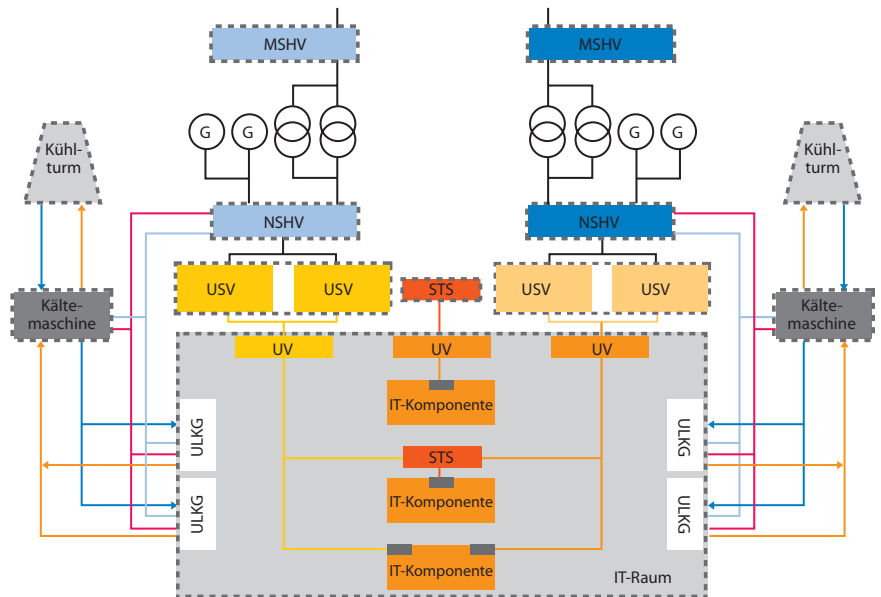 MSHV
MSHV
G
G
G
G
Kühl-
turm
Kühl-
turm
NSHV
NSHV
USV
USV
STS
USV
USV
Kälte-
maschine
Kälte-
maschine
UV
UV
UV
IT-Komponente
ULKG
ULKG
STS
IT-Komponente
ULKG
ULKG
IT-Komponente
IT-Raum